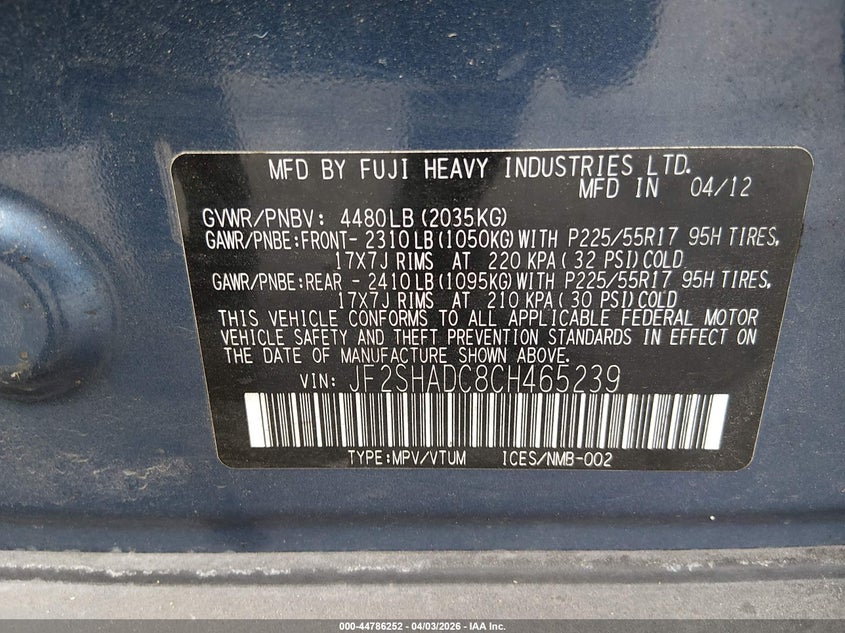 MFD BY FUJI HEAVY INDUSTRIES LTD.
MFD IN 04/12
GVWR/PNBV: 4480LB(2035KG)
GAWR/PNBE:FRONT- 2310LB(1050KG)WITH P225/55R17 95H TIRES,
17X7J RIMS AT 220 KPA( 32 PSI)COLD
GAWR/PNBE:REAR - 2410LB(1095KG)WITH P225/55R17 95H TIRES,
17X7J RIMS AT 210 KPA( 30 PSI)COLD
THIS VEHICLE CONFORMS TO ALL APPLICABLE FEDERAL MOTOR
VEHICLE SAFETY AND THEFT PREVENTION STANDARDS IN EFFECT ON
THE DATE OF MANUFACTURE SHOWN ABOVE.
VIN: JF2SHADC8CH465239
TYPE:MPV/VTUM ICES/NMB-002
000-44786252 - 04/03/2026 - IAA Inc.